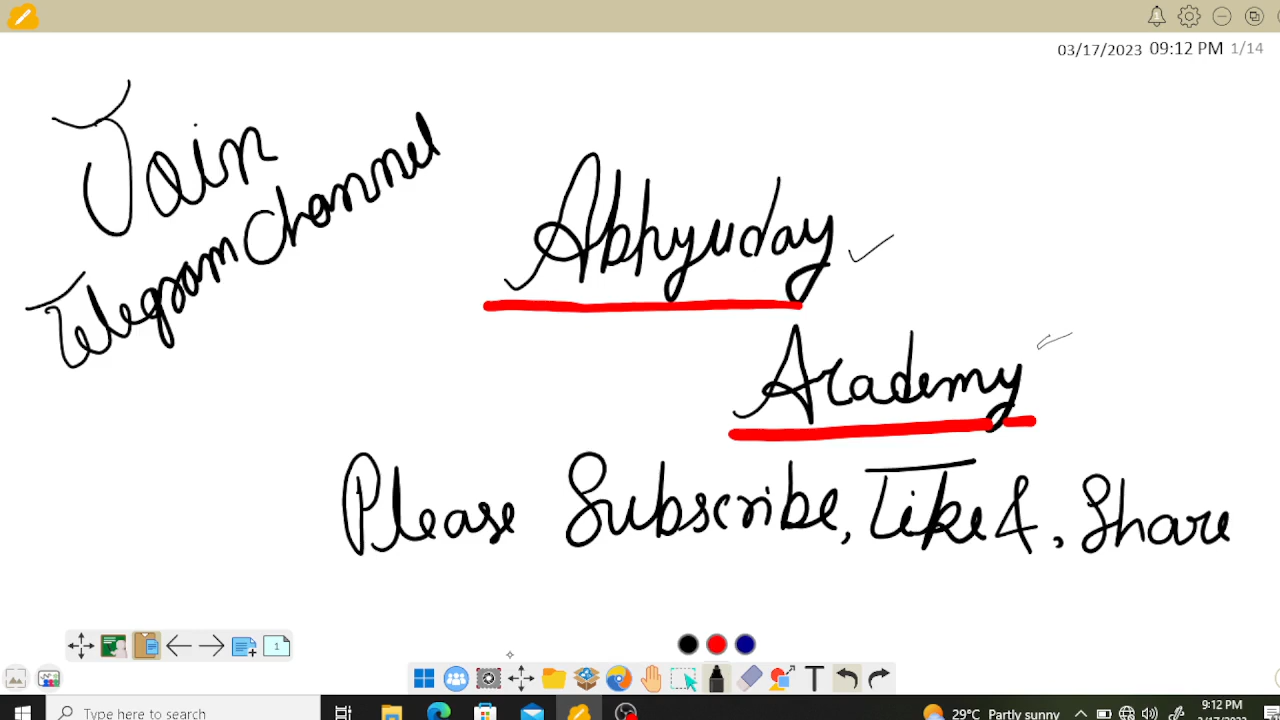 03/17/2023 09:12 PM 1/14
Join
Telegram Channel
Abhyuday
Academy
Please Subscribe, Like &, Share
1
T
Type here to search
29°C Partly sunny
9:12 PM